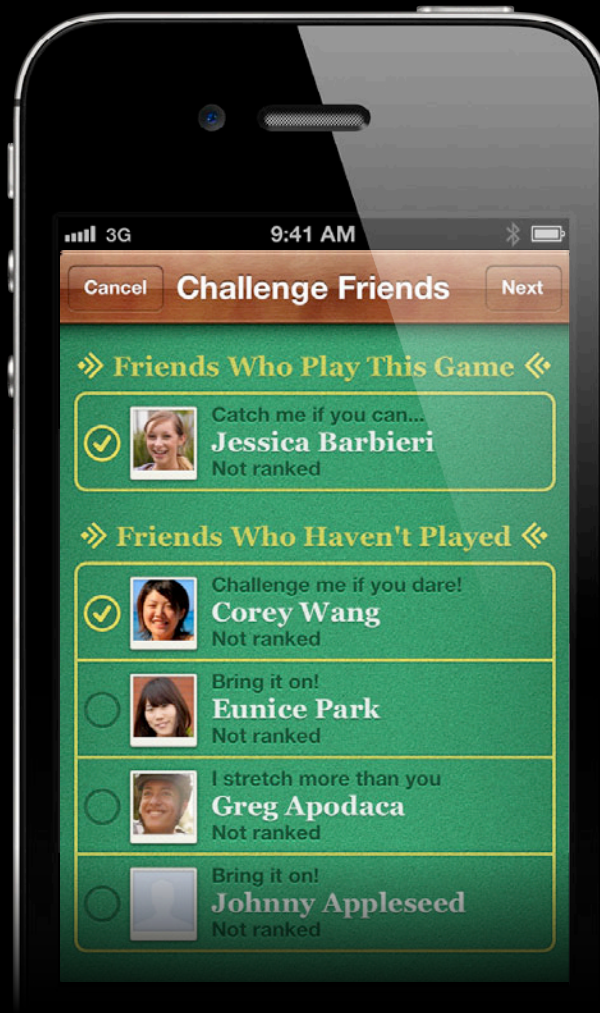 3G 9:41 AM
Cancel Challenge Friends Next
Friends Who Play This Game
Catch me if you can...
Jessica Barbieri
Not ranked
Friends Who Haven't Played
Challenge me if you dare!
Corey Wang
Not ranked
Bring it on!
Eunice Park
Not ranked
I stretch more than you
Greg Apodaca
Not ranked
Bring it on!
Johnny Appleseed
Not ranked